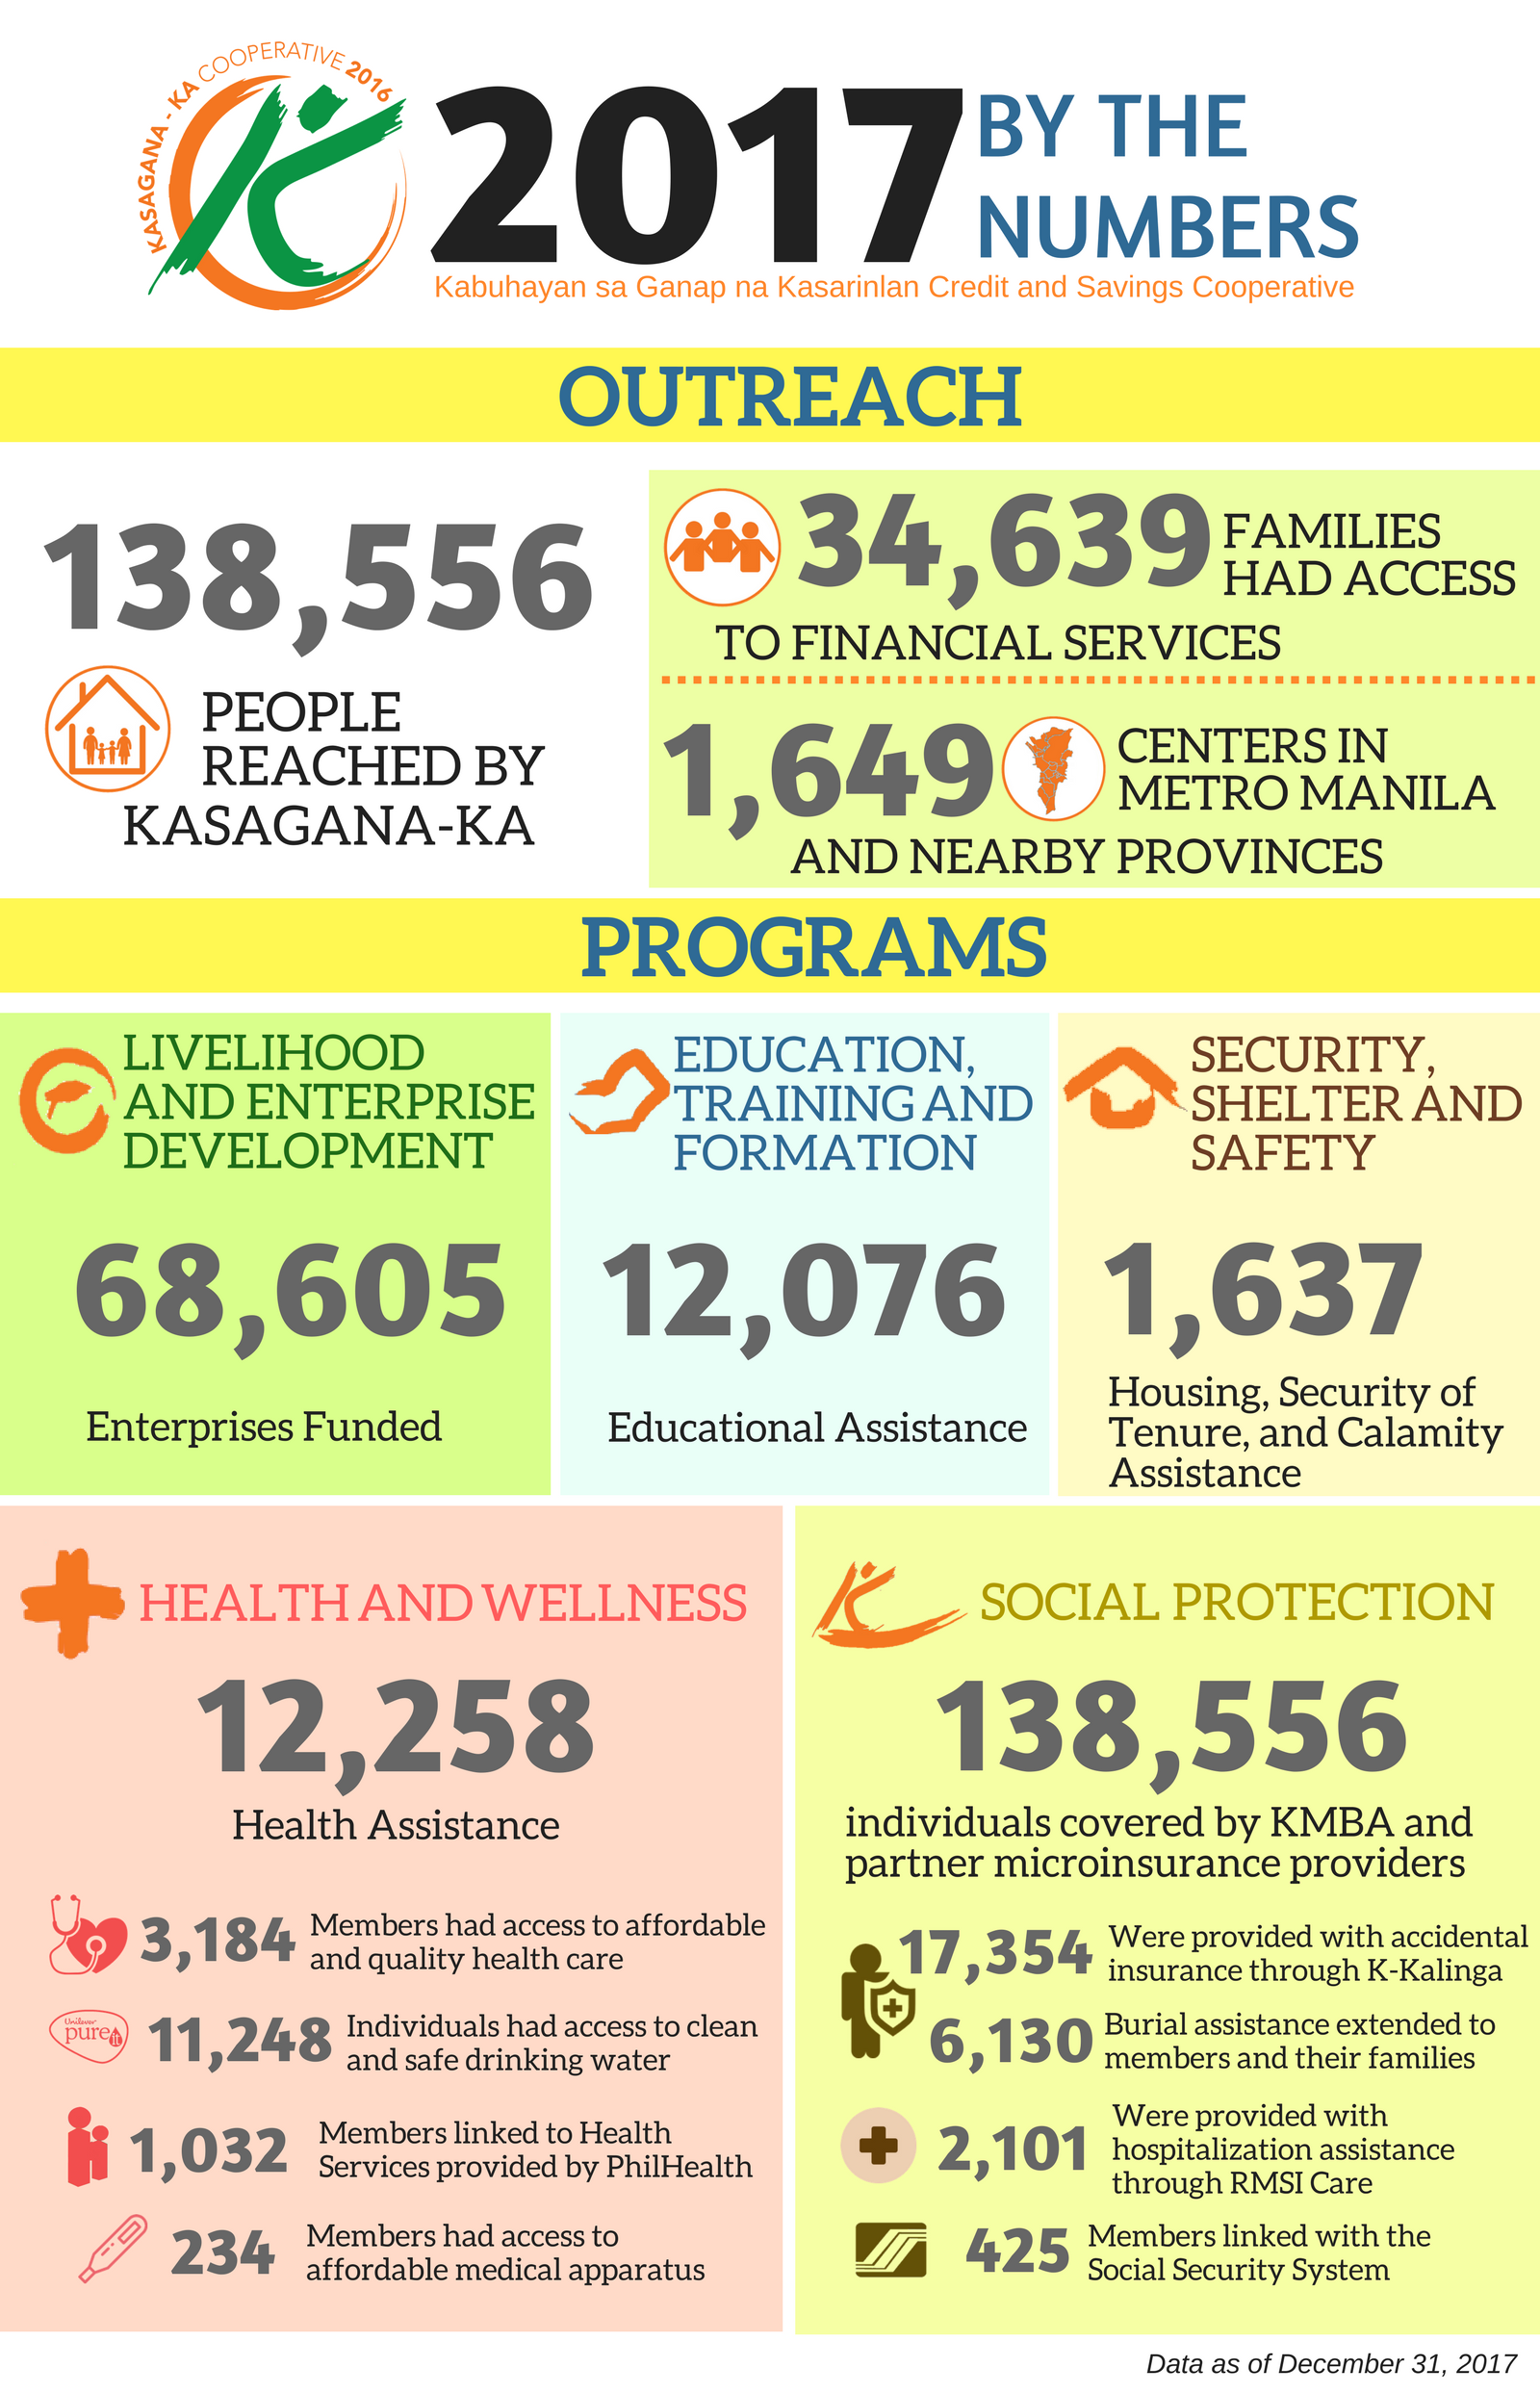 KASAGANA - KA COOPERATIVE 2016
2017
BY THE
NUMBERS
Kabuhayan sa Ganap na Kasarinlan Credit and Savings Cooperative
OUTREACH
138,556
PEOPLE
REACHED BY
KASAGANA-KA
34,639 FAMILIES
HAD ACCESS
TO FINANCIAL SERVICES
1,649 CENTERS IN
METRO MANILA
AND NEARBY PROVINCES
PROGRAMS
LIVELIHOOD
AND ENTERPRISE
DEVELOPMENT
68,605
Enterprises Funded
EDUCATION,
TRAINING AND
FORMATION
12,076
Educational Assistance
SECURITY,
SHELTER AND
SAFETY
1,637
Housing, Security of
Tenure, and Calamity
Assistance
HEALTH AND WELLNESS
12,258
Health Assistance
3,184 Members had access to affordable
and quality health care
Unilever
pureit
11,248 Individuals had access to clean
and safe drinking water
1,032 Members linked to Health
Services provided by PhilHealth
234 Members had access to
affordable medical apparatus
SOCIAL PROTECTION
138,556
individuals covered by KMBA and
partner microinsurance providers
17,354 Were provided with accidental
insurance through K-Kalinga
6,130 Burial assistance extended to
members and their families
2,101 Were provided with
hospitalization assistance
through RMSI Care
425 Members linked with the
Social Security System
Data as of December 31, 2017